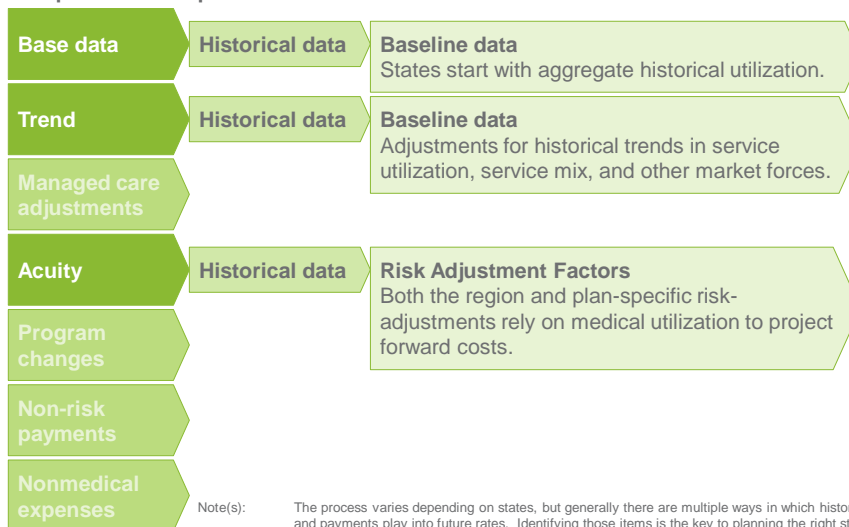 Base data
Historical data
Baseline data
States start with aggregate historical utilization.
Trend
Historical data
Baseline data
Adjustments for historical trends in service
utilization, service mix, and other market forces.
Managed care
adjustments
Acuity
Historical data
Risk Adjustment Factors
Both the region and plan-specific risk-
adjustments rely on medical utilization to project
forward costs.
Program
changes
Non-risk
payments
Nonmedical
expenses
Note(s):
The process varies depending on states, but generally there are multiple ways in which histor
and payments play into future rates. Identifying those items is the key to planning the right st